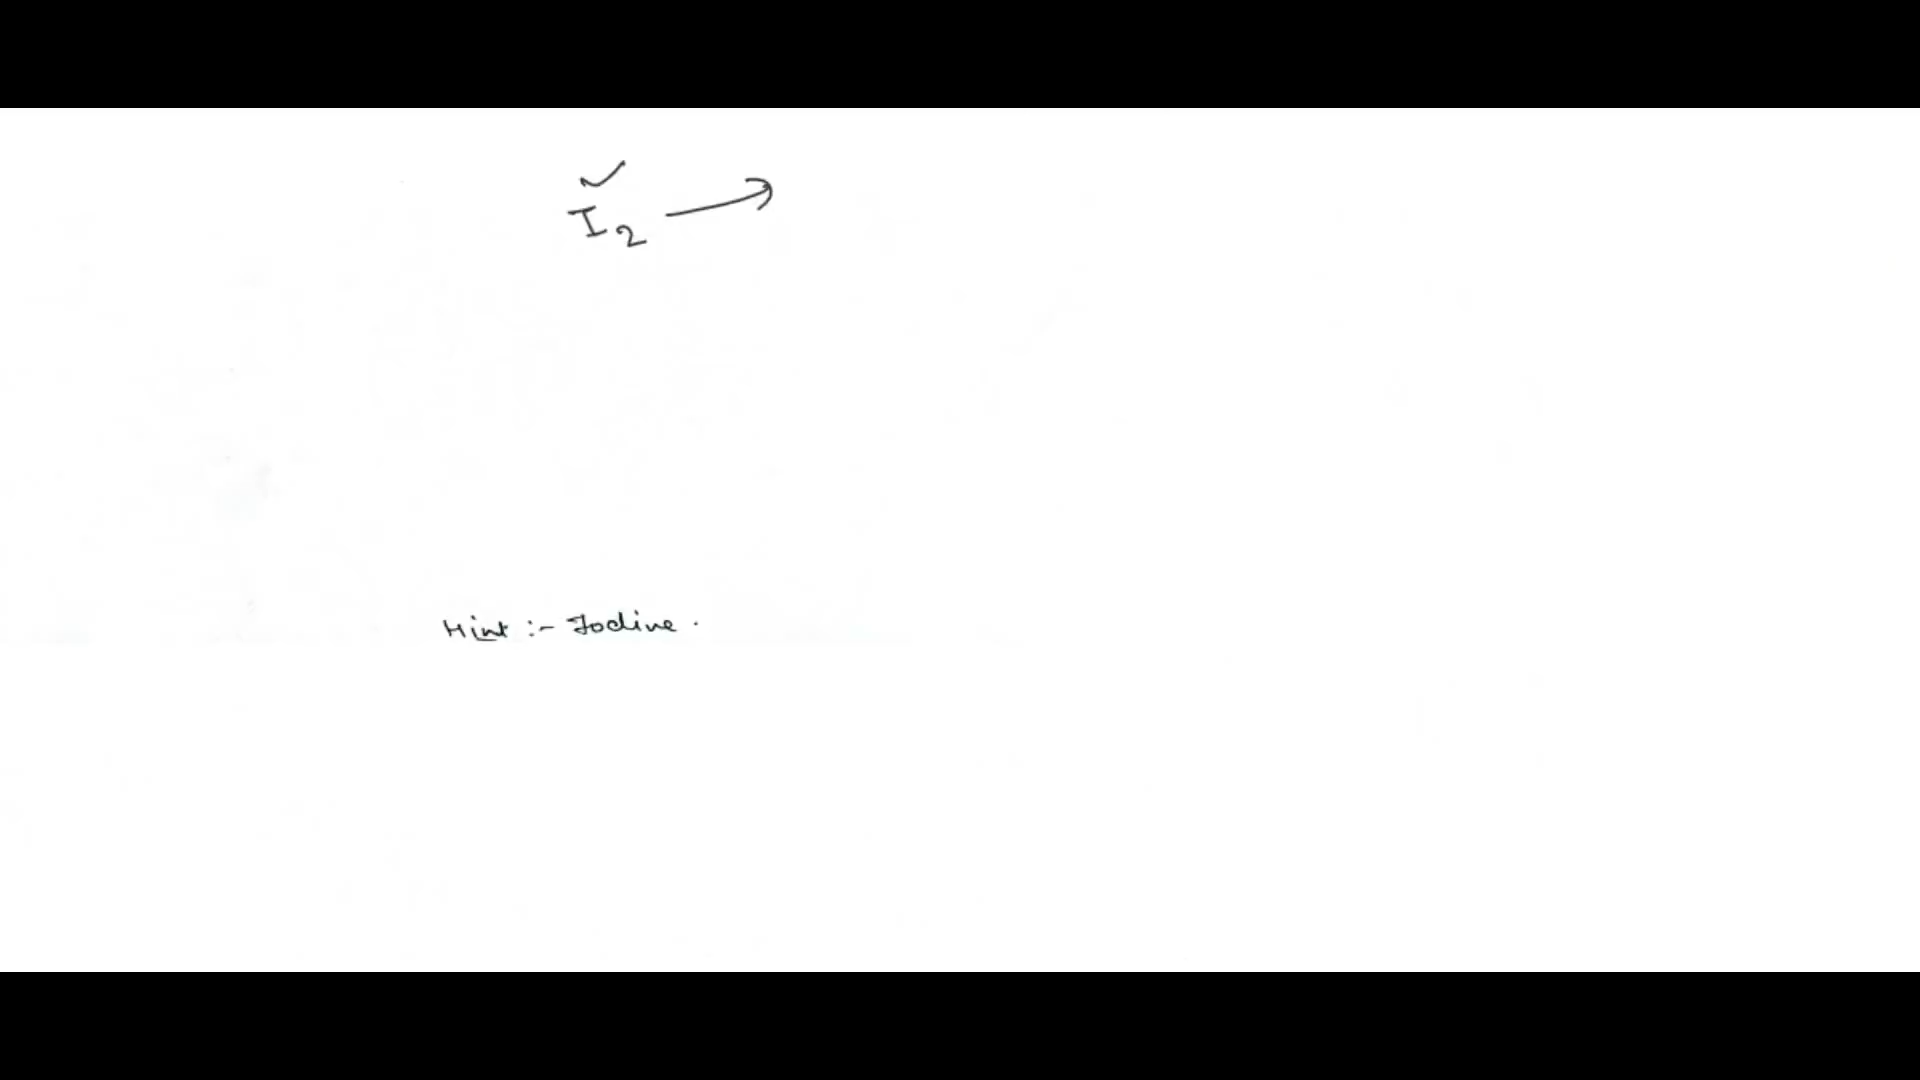 I2 →
Hint :- Iodine.